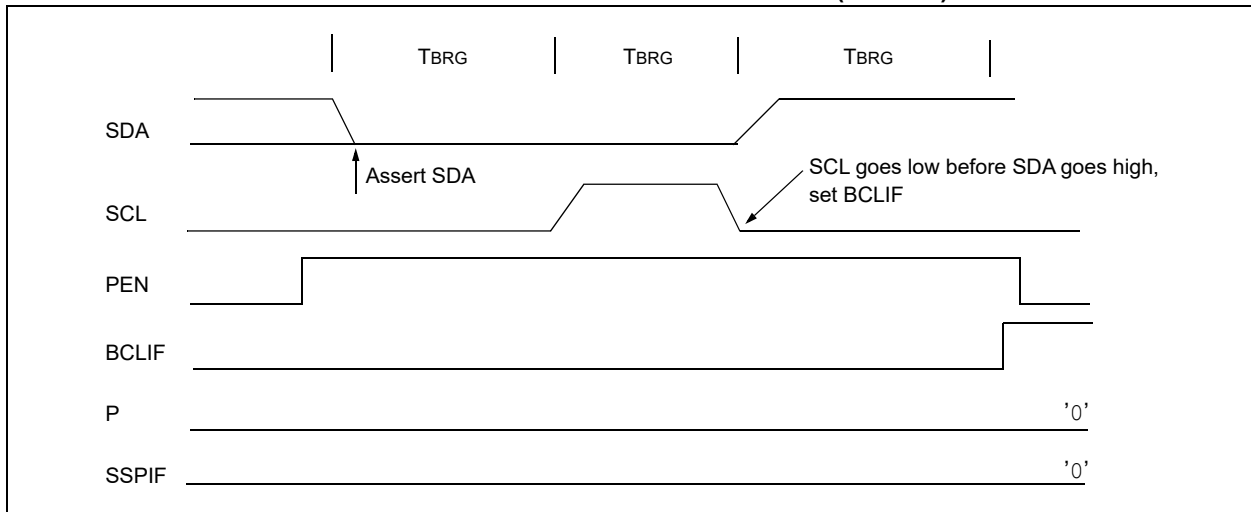 TBRG TBRG TBRG
SDA
Assert SDA
SCL goes low before SDA goes high,
set BCLIF
SCL
PEN
BCLIF
P '0'
SSPIF '0'